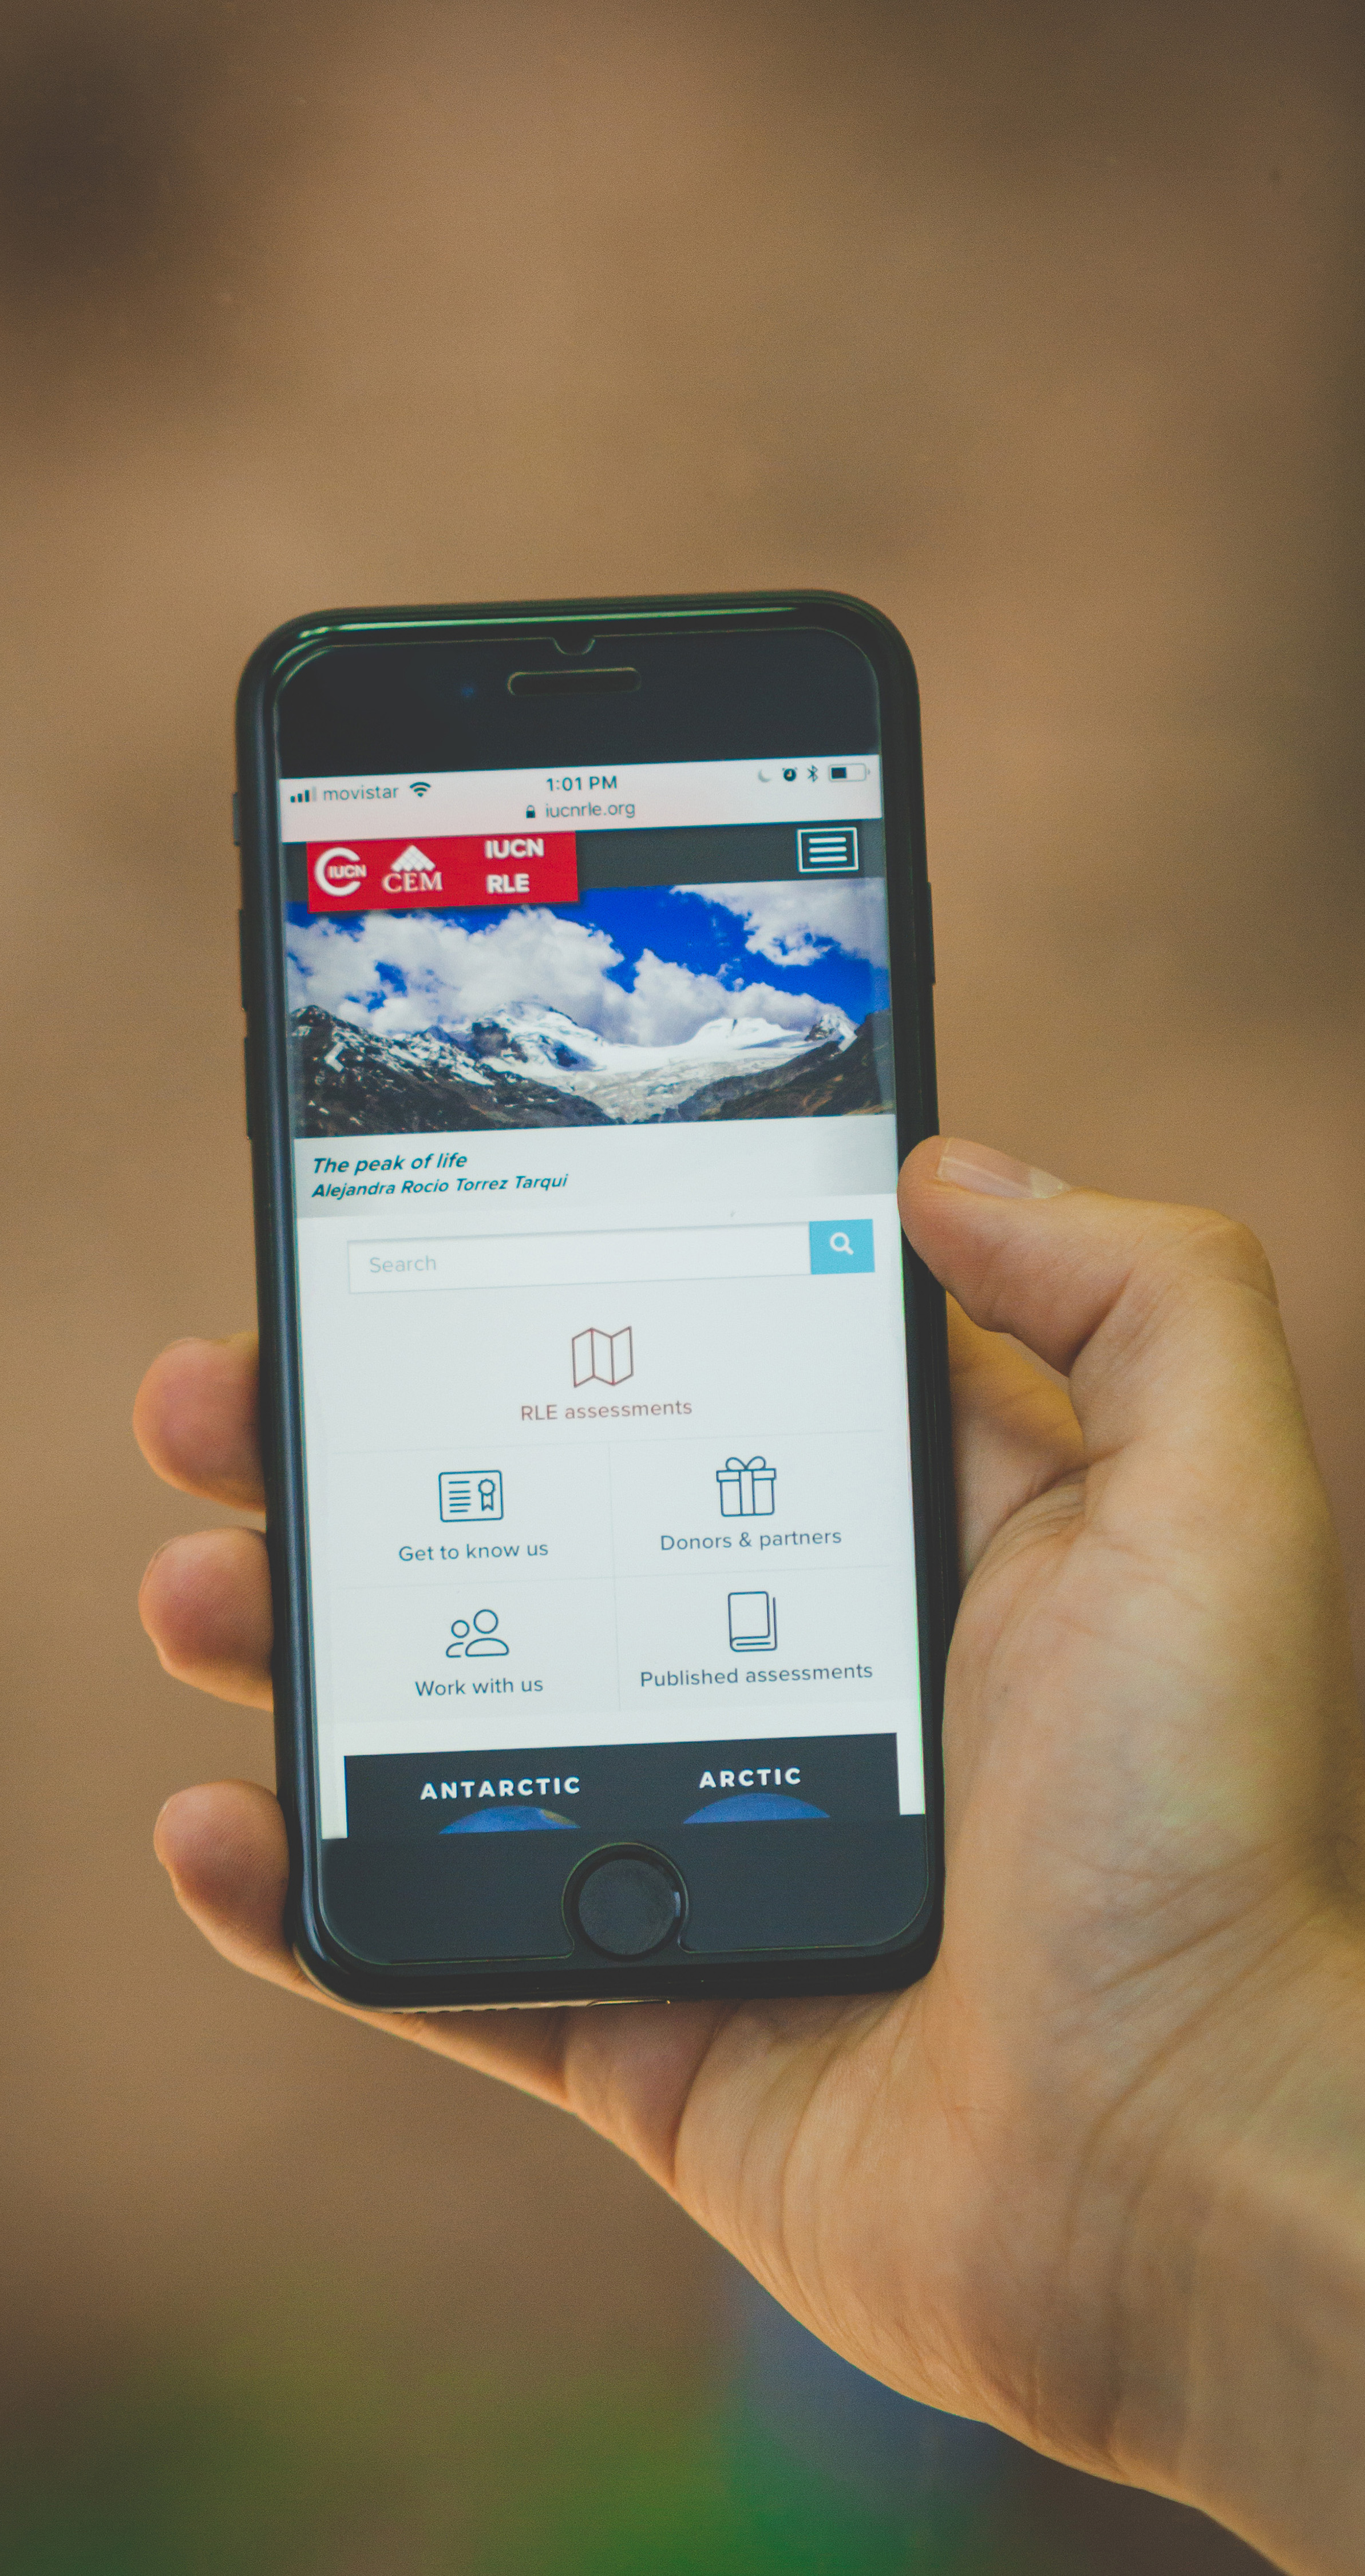 movistar
1:01 PM
iucnrle.org
IUCN
CEM
IUCN
RLE
The peak of life
Alejandra Rocio Torrez Tarqui
Search
RLE assessments
Get to know us
Donors & partners
Work with us
Published assessments
ANTARCTIC
ARCTIC